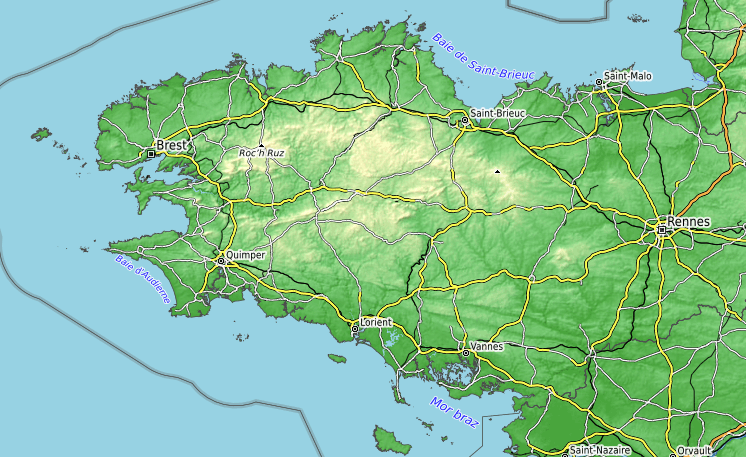 Baie de Saint-Brieuc
Saint-Malo
Saint-Brieuc
Brest
Roc'h Ruz
Rennes
Quimper
Baie d'Audierne
Lorient
Vannes
Mor braz
Saint-Nazaire
Orvault